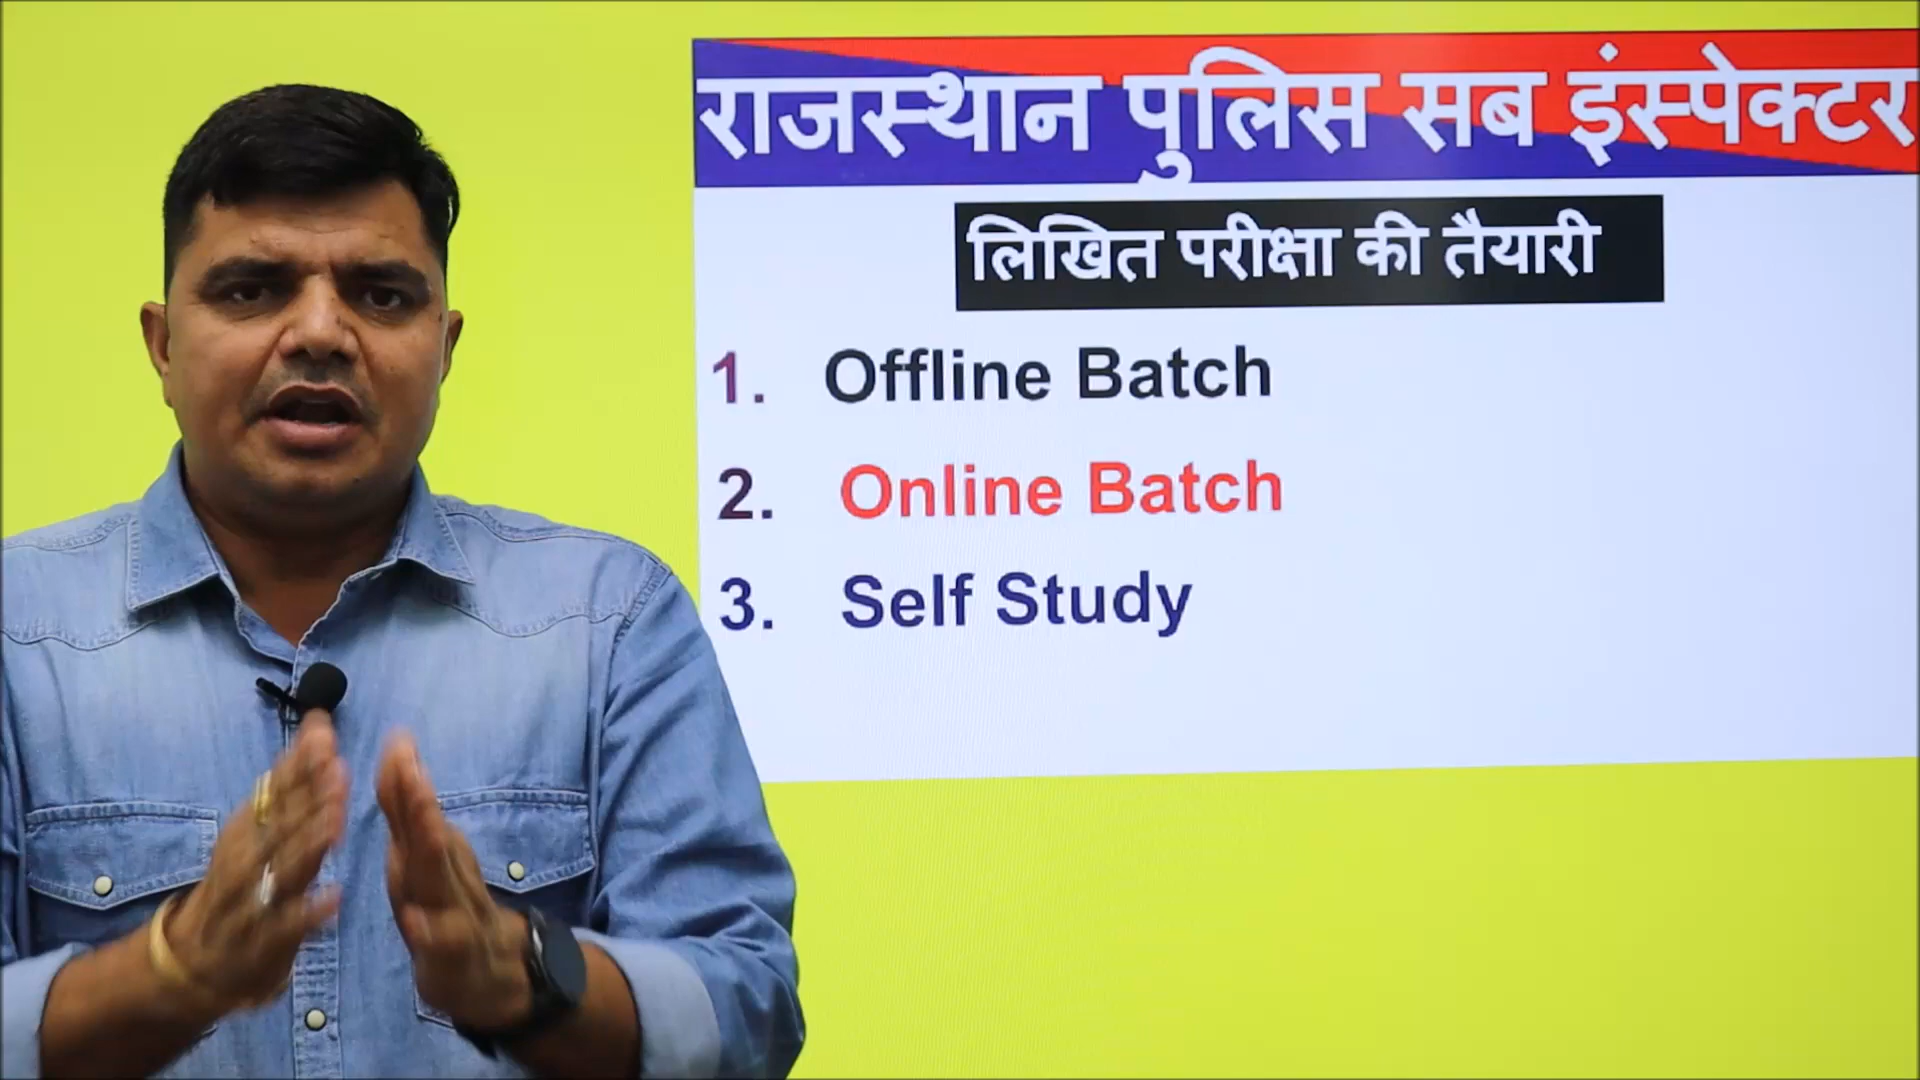 राजस्थान पुलिस सब इंस्पेक्टर
लिखित परीक्षा की तैयारी
1. Offline Batch
2. Online Batch
3. Self Study